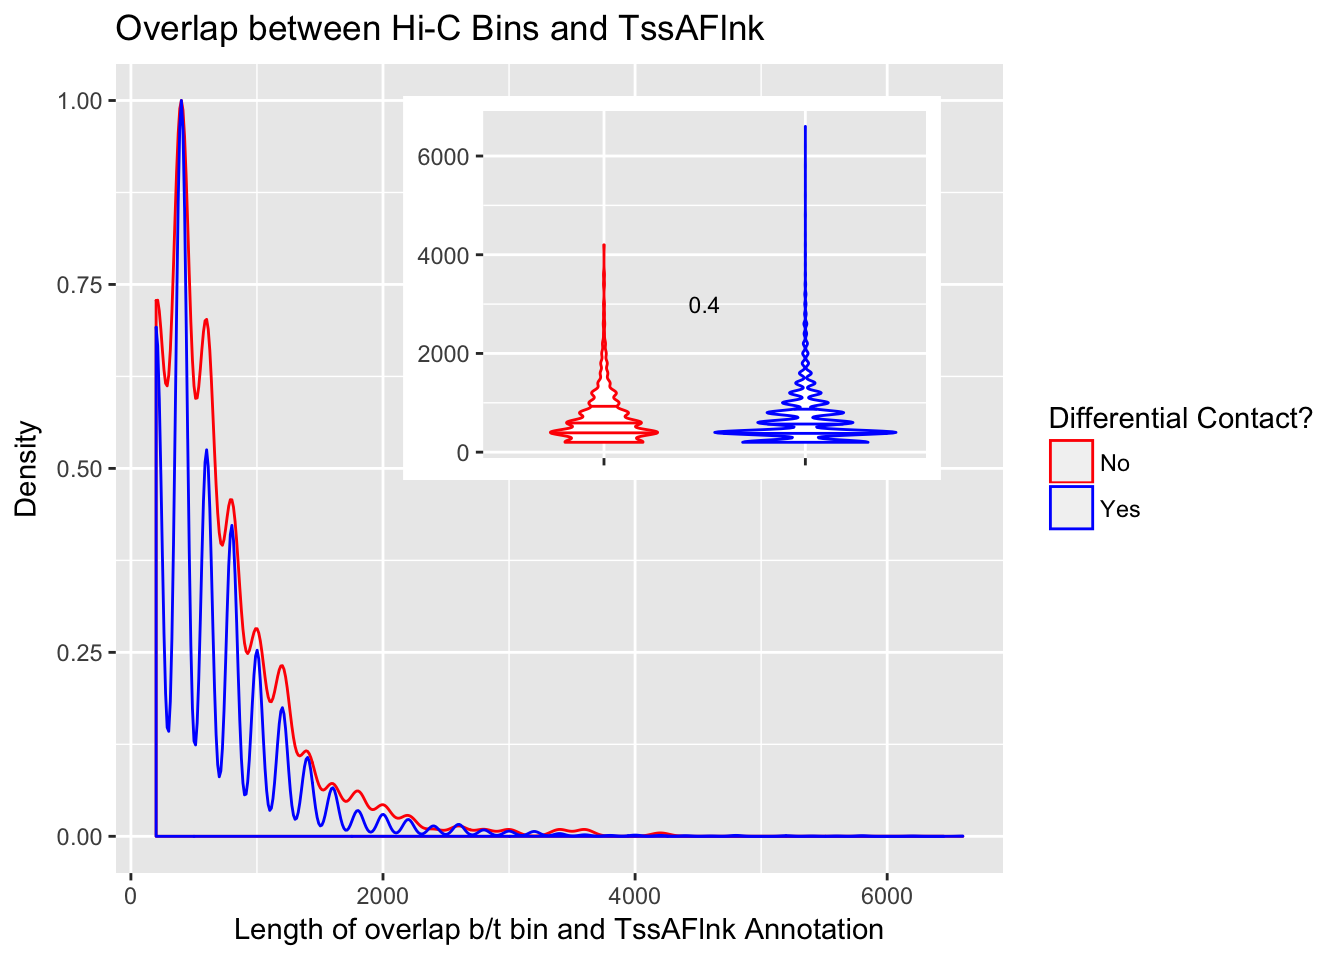 Overlap between Hi-C Bins and TssAFlnk
1.00
0.75
0.50
0.25
0.00
Density
0
2000
4000
6000
Length of overlap b/t bin and TssAFlnk Annotation
6000
4000
2000
0
0.4
Differential Contact?
No
Yes